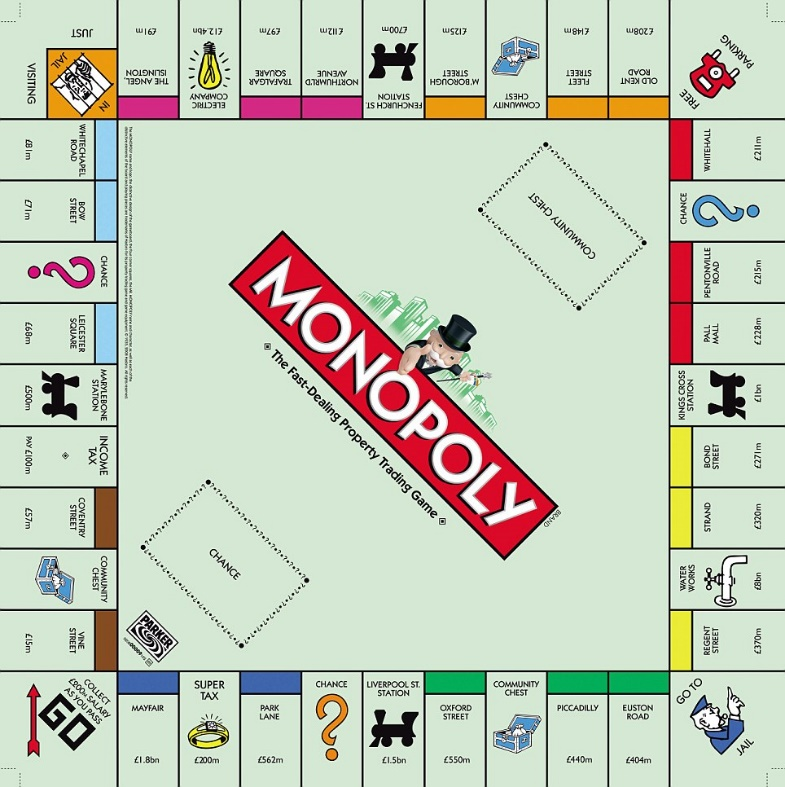 JUST
VISITING
IN
JAIL
THE ANGEL,
ISLINGTON
£91m
ELECTRIC
COMPANY
£12.4bn
TRAFALGAR
SQUARE
£97m
NORTHUMR'D
AVENUE
£112m
FENCHURCH ST.
STATION
£700m
M'BOROUGH
STREET
£125m
COMMUNITY
CHEST
FLEET
STREET
£148m
OLD KENT
ROAD
£208m
FREE
PARKING
WHITEHALL
£211m
CHANCE
?
PENTONVILLE
ROAD
£215m
PALL
MALL
£228m
KINGS CROSS
STATION
£1bn
BOND
STREET
£271m
STRAND
£320m
WATER
WORKS
£8bn
REGENT
STREET
£370m
GO TO
JAIL
EUSTON
ROAD
£404m
PICCADILLY
£440m
COMMUNITY
CHEST
OXFORD
STREET
£550m
LIVERPOOL ST.
STATION
£1.5bn
CHANCE
?
PARK
LANE
£562m
SUPER
TAX
£200m
MAYFAIR
£1.8bn
COLLECT
£200m SALARY
AS YOU PASS
GO
VINE
STREET
£15m
COMMUNITY
CHEST
COVENTRY
STREET
£57m
INCOME
TAX
PAY £100m
MARYLEBONE
STATION
£500m
LEICESTER
SQUARE
£68m
CHANCE
?
BOW
STREET
£71m
WHITECHAPEL
ROAD
£81m
COMMUNITY CHEST
MONOPOLY
BRAND
The Fast-Dealing Property Trading Game
CHANCE
PARKER